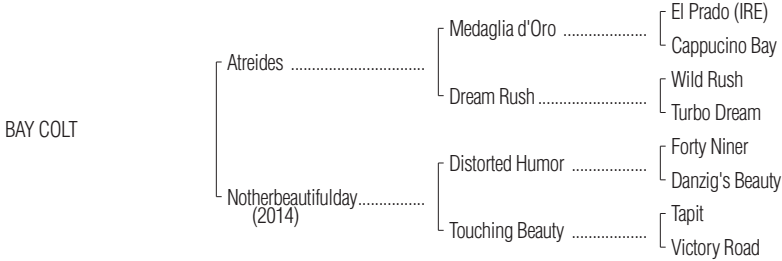 El Prado (IRE)
Medaglia d'Oro ....................
Cappucino Bay
Atreides ................................
Wild Rush
Dream Rush ..........................
Turbo Dream
BAY COLT
Forty Niner
Distorted Humor ..................
Danzig's Beauty
Notherbeautifulday................
(2014)
Tapit
Touching Beauty ..................
Victory Road